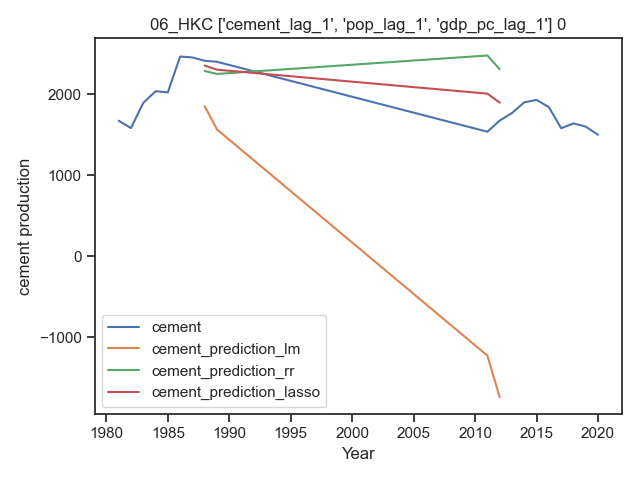 06_HKC ['cement_lag_1', 'pop_lag_1', 'gdp_pc_lag_1'] 0
cement production
2000
1000
0
−1000
cement
cement_prediction_lm
cement_prediction_rr
cement_prediction_lasso
1980 1985 1990 1995 2000 2005 2010 2015 2020
Year